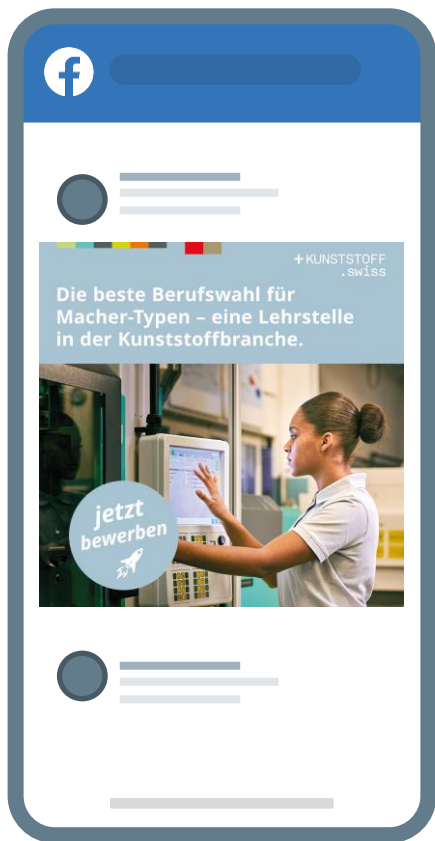 +KUNSTSTOFF
.swiss
Die beste Berufswahl für
Macher-Typen – eine Lehrstelle
in der Kunststoffbranche.
jetzt
bewerben